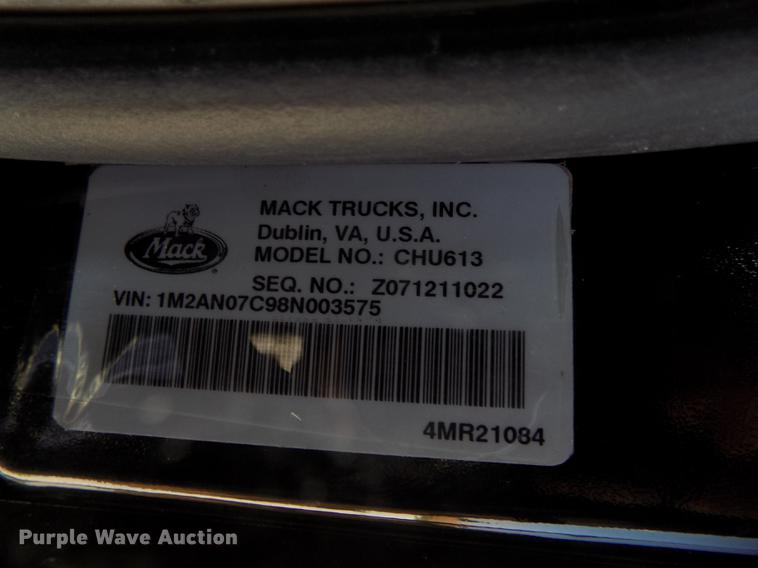 MACK TRUCKS, INC.
Dublin, VA, U.S.A.
Mack
MODEL NO.: CHU613
SEQ. NO.: Z071211022
VIN: 1M2AN07C98N003575
4MR21084
Purple Wave Auction